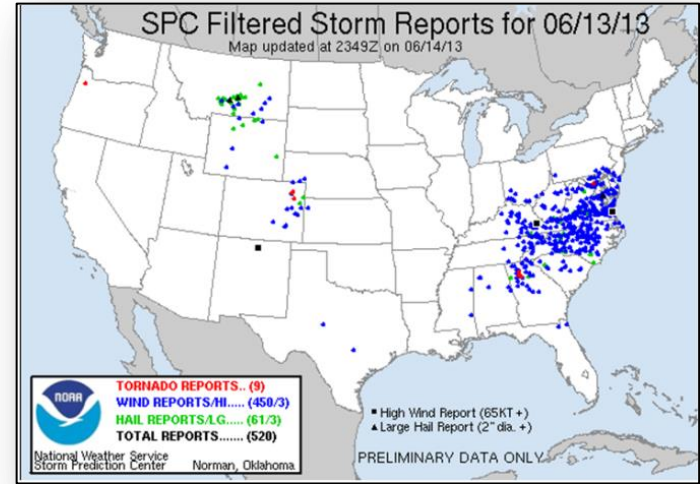 SPC Filtered Storm Reports for 06/13/13
Map updated at 2349Z on 06/14/13
NOAA
TORNADO REPORTS.. (9)
WIND REPORTS/HI..... (450/3)
HAIL REPORTS/LG..... (61/3)
TOTAL REPORTS....... (520)
National Weather Service
Storm Prediction Center Norman, Oklahoma
High Wind Report (65KT +)
Large Hail Report (2" dia. +)
PRELIMINARY DATA ONLY